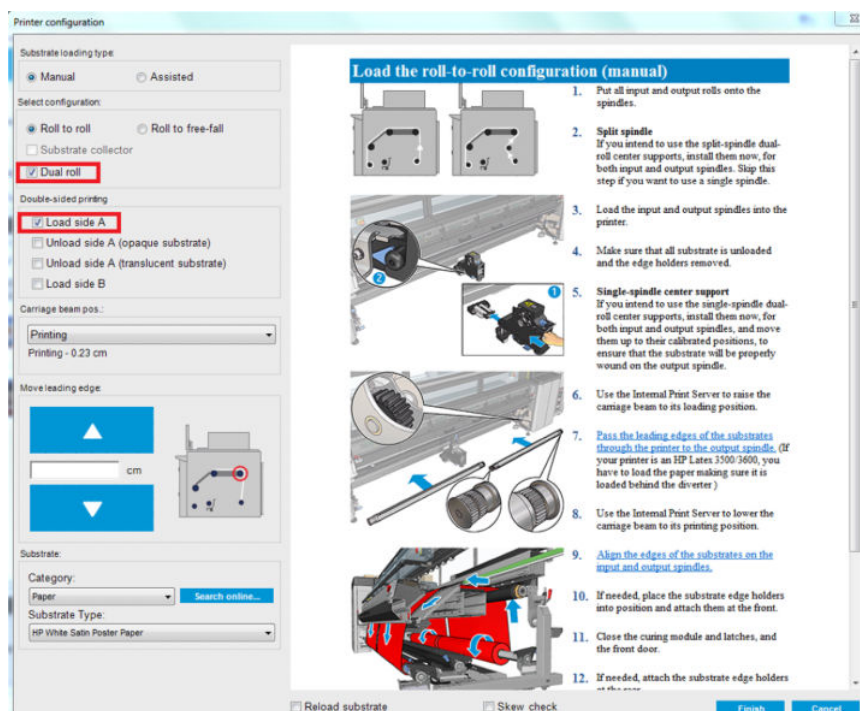 Printer configuration
Substrate loading type:
Manual
Assisted
Select configuration:
Roll to roll
Roll to free-fall
Substrate collector
Dual roll
Double-sided printing
Load side A
Unload side A (opaque substrate)
Unload side A (translucent substrate)
Load side B
Carriage beam pos.:
Printing
Printing - 0.23 cm
Move leading edge:
cm
Substrate:
Category:
Paper
Search online...
Substrate Type:
HP White Satin Poster Paper
Load the roll-to-roll configuration (manual)
1. Put all input and output rolls onto the
spindles.
2. Split spindle
If you intend to use the split-spindle dual-
roll center supports, install them now, for
both input and output spindles. Skip this
step if you want to use a single spindle.
3. Load the input and output spindles into the
printer.
4. Make sure that all substrate is unloaded
and the edge holders removed.
5. Single-spindle center support
If you intend to use the single-spindle dual-
roll center supports, install them now, for
both input and output spindles, and move
them up to their calibrated positions, to
ensure that the substrate will be properly
wound on the output spindle.
6. Use the Internal Print Server to raise the
carriage beam to its loading position.
7. Pass the leading edges of the substrates
through the printer to the output spindle. (If
your printer is an HP Latex 3500/3600, you
have to load the paper making sure it is
loaded behind the diverter )
8. Use the Internal Print Server to lower the
carriage beam to its printing position.
9. Align the edges of the substrates on the
input and output spindles.
10. If needed, place the substrate edge holders
into position and attach them at the front.
11. Close the curing module and latches, and
the front door.
12. If needed, attach the substrate edge holders
at the rear.
2
1
Reload substrate
Skew check
Finish
Cancel